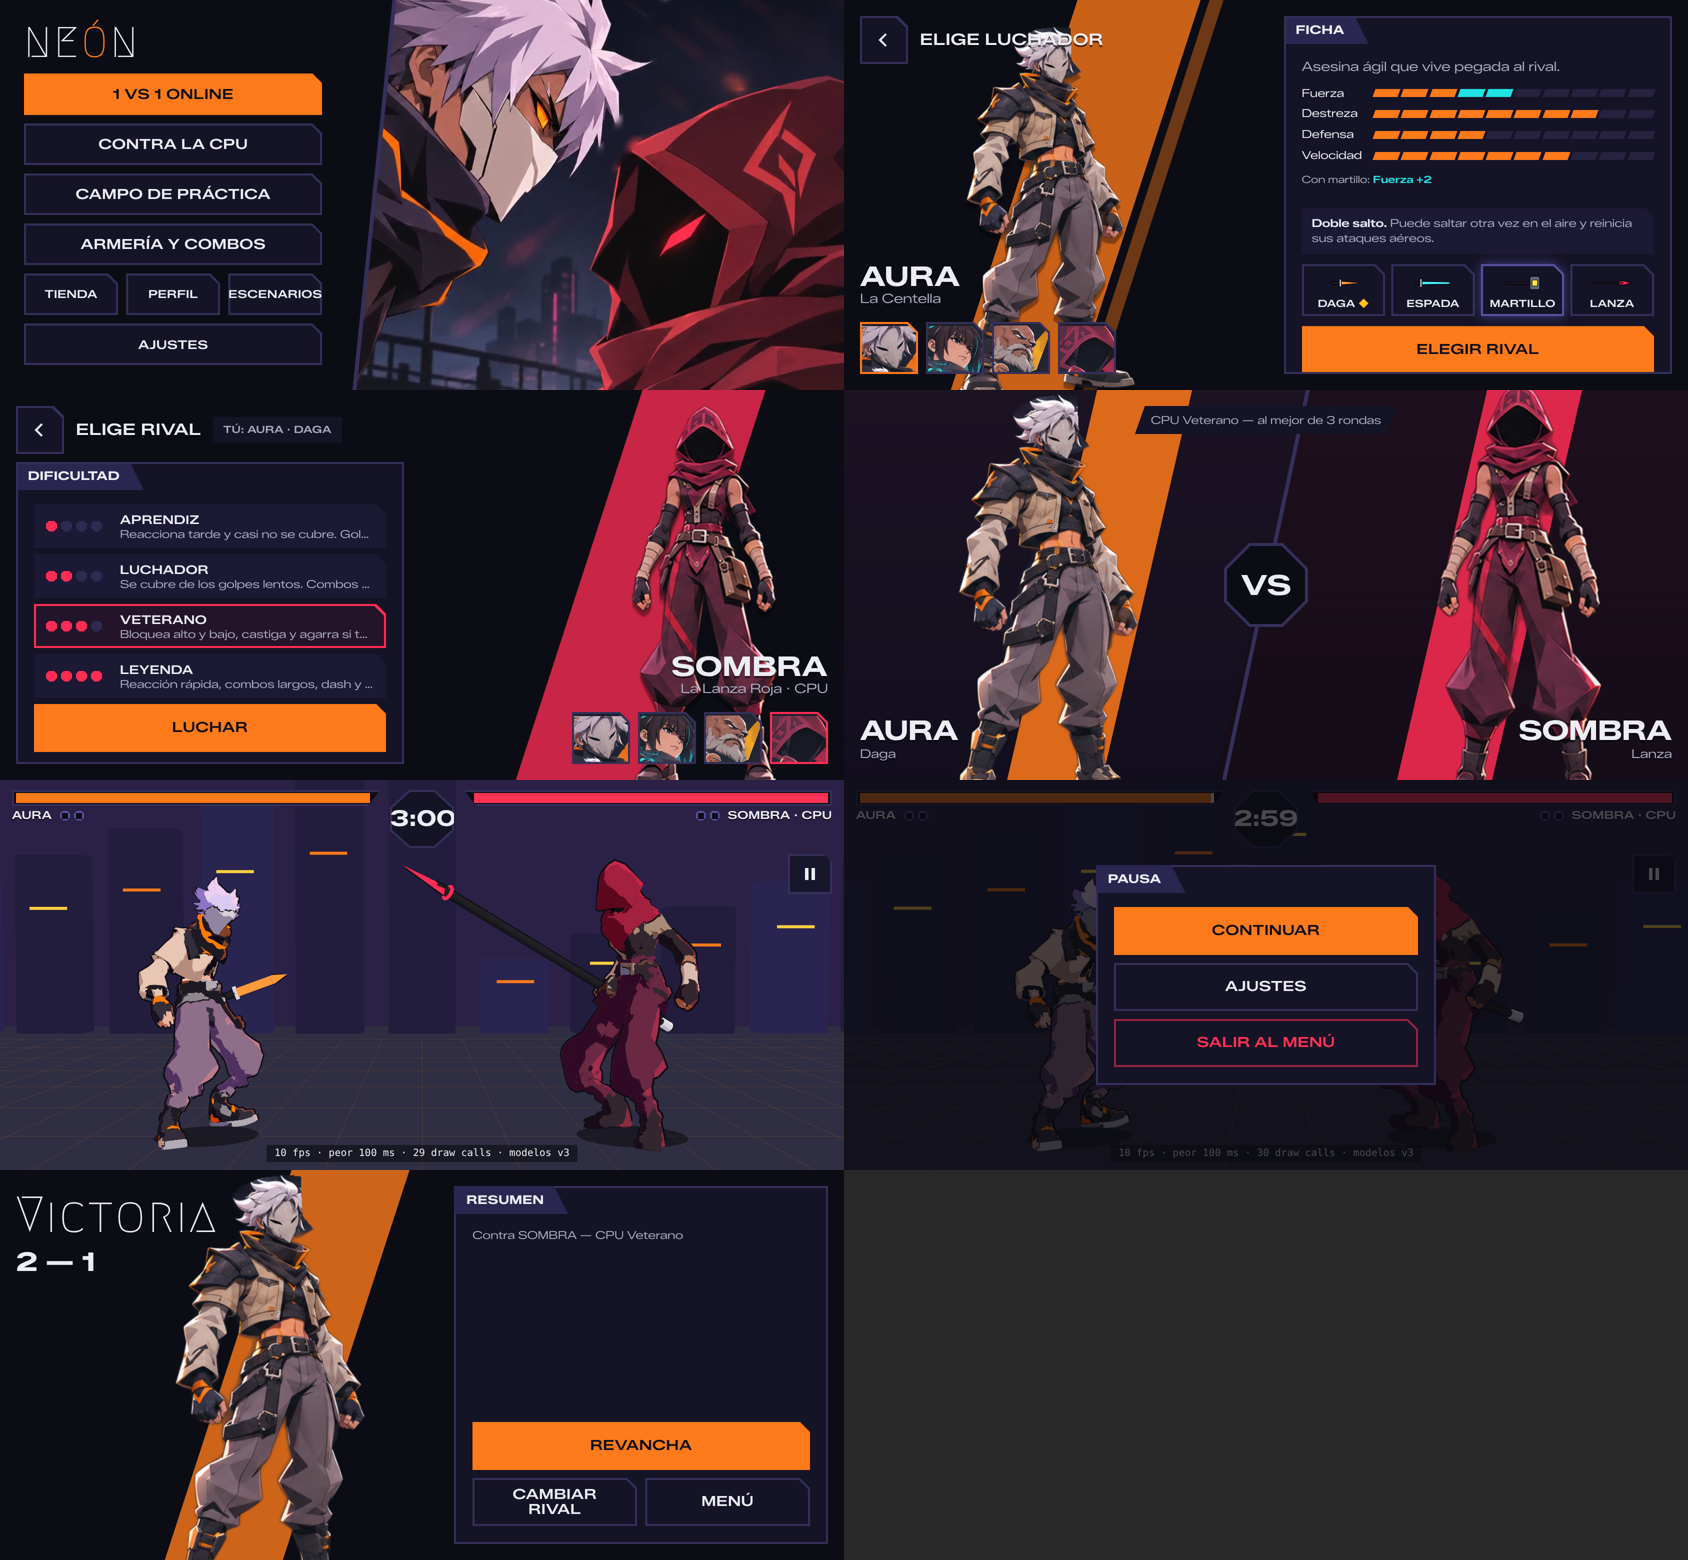 NEÓN
1 VS 1 ONLINE
CONTRA LA CPU
CAMPO DE PRÁCTICA
ARMERÍA Y COMBOS
TIENDA
PERFIL
ESCENARIOS
AJUSTES
ELIGE LUCHADOR
AURA
La Centella
FICHA
Asesina ágil que vive pegada al rival.
Fuerza
Destreza
Defensa
Velocidad
Con martillo: Fuerza +2
Doble salto. Puede saltar otra vez en el aire y reinicia
sus ataques aéreos.
DAGA
ESPADA
MARTILLO
LANZA
ELEGIR RIVAL
ELIGE RIVAL
TÚ: AURA · DAGA
DIFICULTAD
APRENDIZ
Reacciona tarde y casi no se cubre. Gol...
LUCHADOR
Se cubre de los golpes lentos. Combos ...
VETERANO
Bloquea alto y bajo, castiga y agarra si t...
LEYENDA
Reacción rápida, combos largos, dash y ...
LUCHAR
SOMBRA
La Lanza Roja · CPU
CPU Veterano — al mejor de 3 rondas
VS
AURA
Daga
SOMBRA
Lanza
AURA
3:00
SOMBRA · CPU
10 fps · peor 100 ms · 29 draw calls · modelos v3
AURA
2:59
SOMBRA · CPU
PAUSA
CONTINUAR
AJUSTES
SALIR AL MENÚ
10 fps · peor 100 ms · 30 draw calls · modelos v3
VICTORIA
2 — 1
RESUMEN
Contra SOMBRA — CPU Veterano
REVANCHA
CAMBIAR
RIVAL
MENÚ